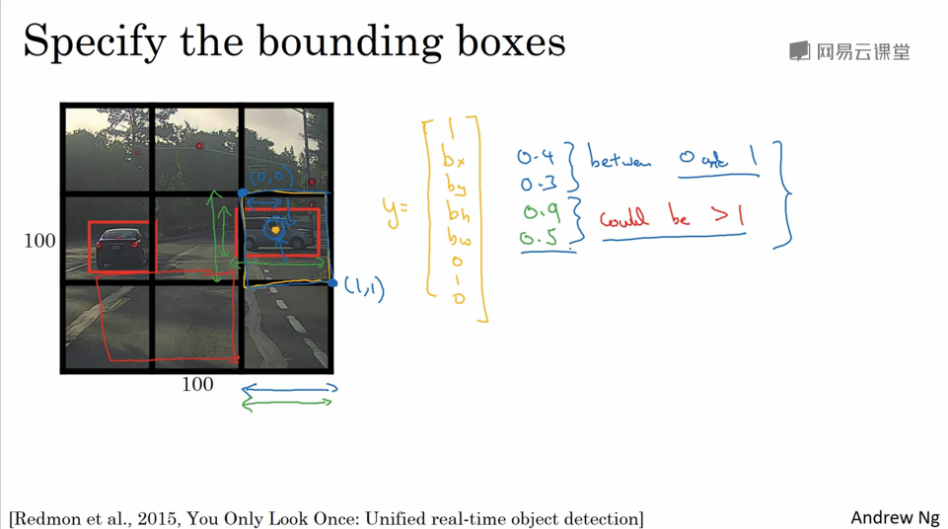 Specify the bounding boxes
网易云课堂
(0,0)
100
(1,1)
100
y=
1
bx
by
bh
bw
0
1
0
0.4
0.3
0.9
0.5
between 0 and 1
could be >1
[Redmon et al., 2015, You Only Look Once: Unified real-time object detection]
Andrew Ng